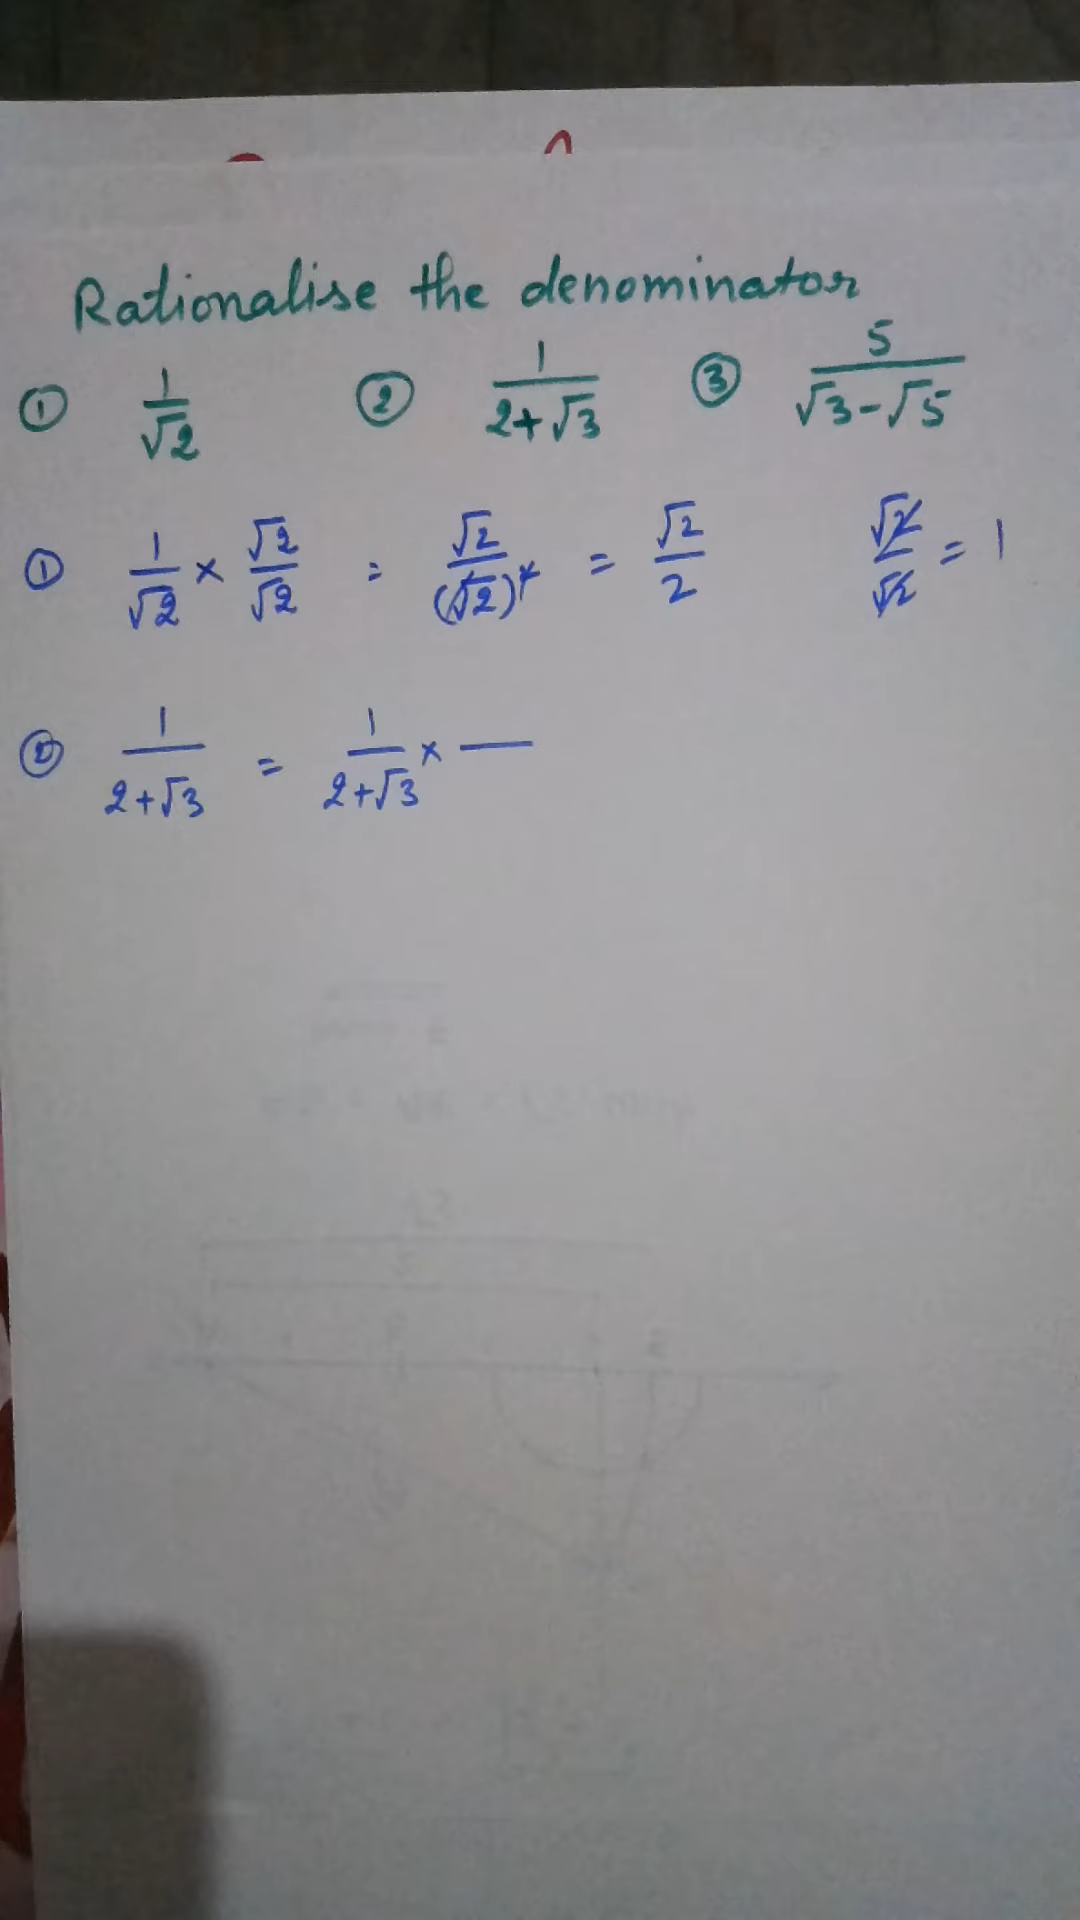 Rationalise the denominator
① 1/√2 ② 1/(2+√3) ③ 5/(√3-√5)
① 1/√2 × √2/√2 = √2/(√2)² = √2/2 √2/√2 = 1
② 1/(2+√3) = 1/(2+√3) × —